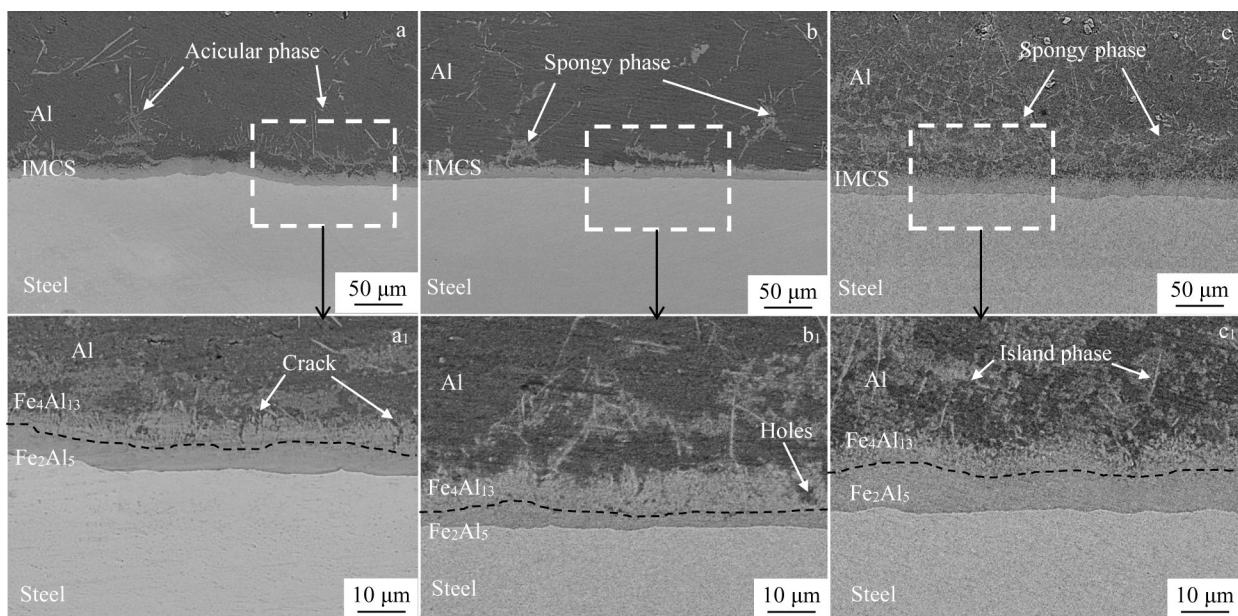 a
Acicular phase
Al
IMCS
Steel
50 μm
b
Spongy phase
Al
IMCS
Steel
50 μm
c
Spongy phase
Al
IMCS
Steel
50 μm
a1
Al
Crack
Fe4Al13
Fe2Al5
Steel
10 μm
b1
Al
Holes
Fe4Al13
Fe2Al5
Steel
10 μm
c1
Island phase
Al
Fe4Al13
Fe2Al5
Steel
10 μm